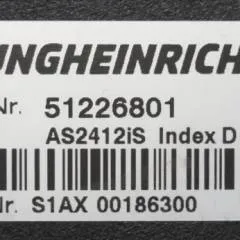 UNGHEINRICH
Nr. 51226801
AS2412iS Index D
Nr. S1AX 00186300